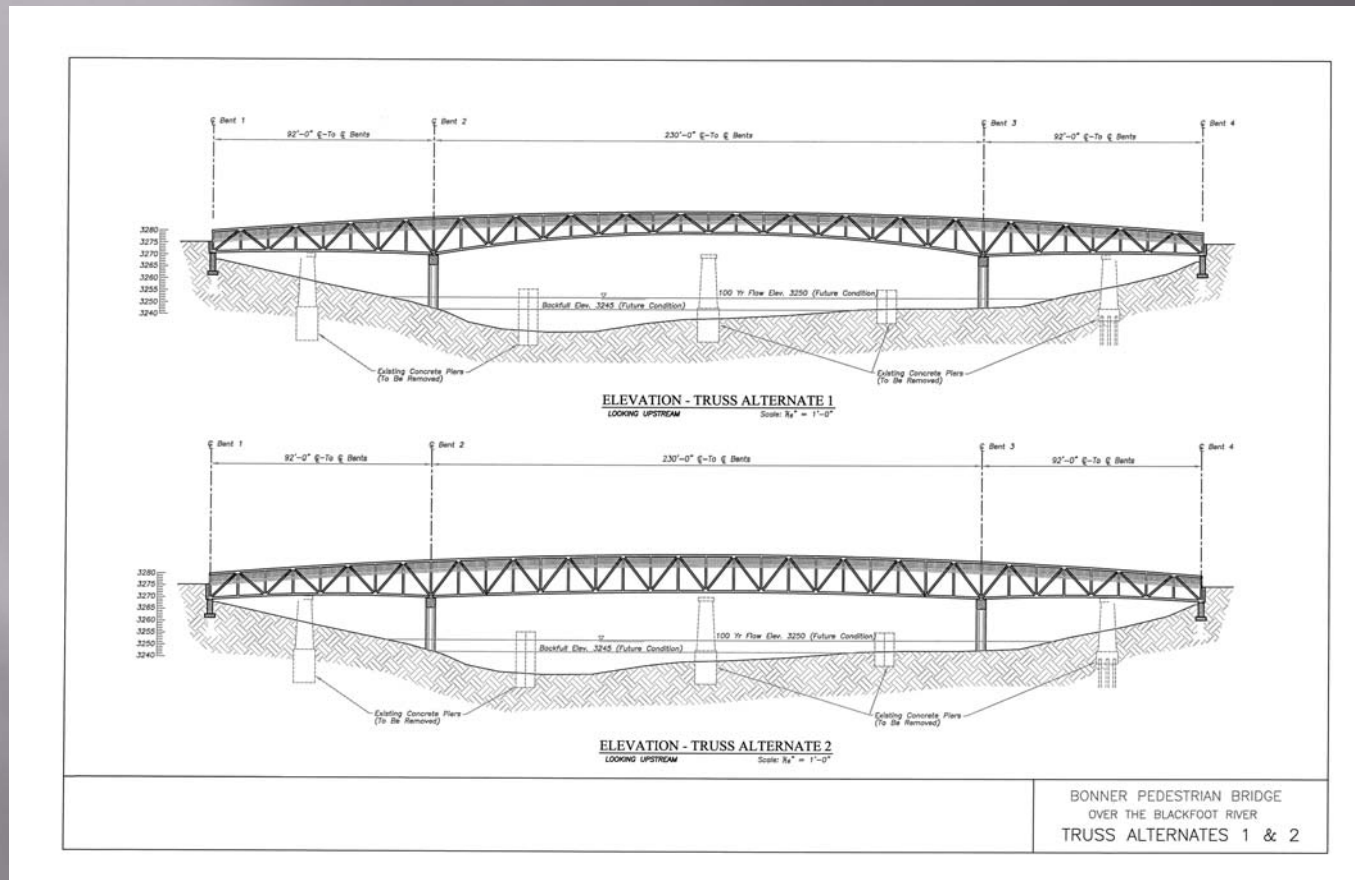 ℄ Bent 1
92'-0" ℄-To ℄ Bents
℄ Bent 2
230'-0" ℄-To ℄ Bents
℄ Bent 3
92'-0" ℄-To ℄ Bents
℄ Bent 4
3280
3275
3270
3265
3260
3255
3250
3245
3240
100 Yr Flow Elev. 3250 (Future Condition)
Backfull Elev. 3245 (Future Condition)
Existing Concrete Piers
(To Be Removed)
Existing Concrete Piers
(To Be Removed)
ELEVATION - TRUSS ALTERNATE 1
LOOKING UPSTREAM Scale: " = 1'-0"
℄ Bent 1
92'-0" ℄-To ℄ Bents
℄ Bent 2
230'-0" ℄-To ℄ Bents
℄ Bent 3
92'-0" ℄-To ℄ Bents
℄ Bent 4
3280
3275
3270
3265
3260
3255
3250
3245
3240
100 Yr Flow Elev. 3250 (Future Condition)
Backfull Elev. 3245 (Future Condition)
Existing Concrete Piers
(To Be Removed)
Existing Concrete Piers
(To Be Removed)
ELEVATION - TRUSS ALTERNATE 2
LOOKING UPSTREAM Scale: " = 1'-0"
BONNER PEDESTRIAN BRIDGE
OVER THE BLACKFOOT RIVER
TRUSS ALTERNATES 1 & 2